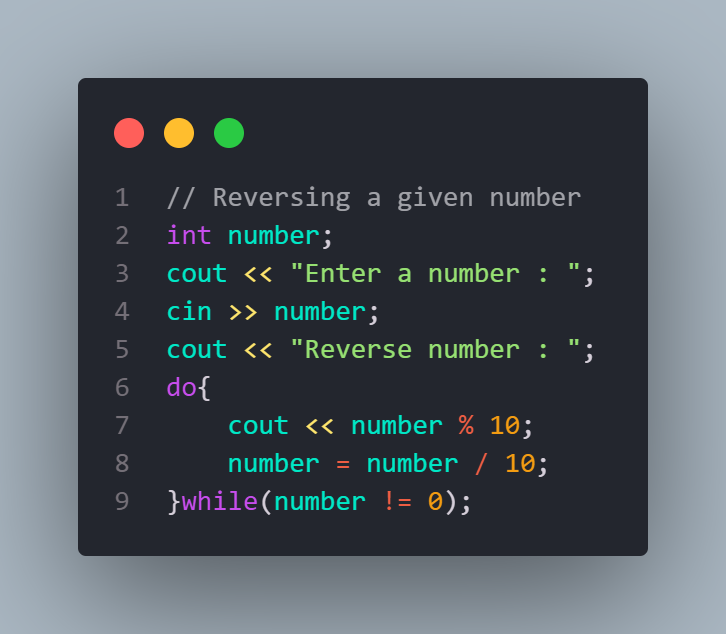 1 // Reversing a given number
2 int number;
3 cout << "Enter a number : ";
4 cin >> number;
5 cout << "Reverse number : ";
6 do{
7     cout << number % 10;
8     number = number / 10;
9 }while(number != 0);